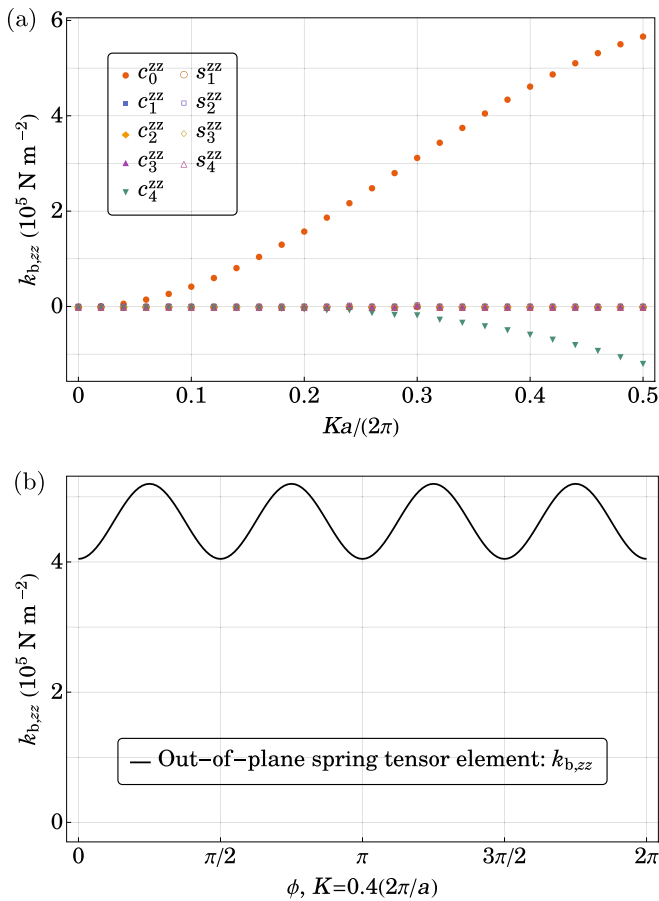 (a)
6
4
2
0
k_{b,zz} (10^5 N m^{−2})
c_0^{zz} s_1^{zz}
c_1^{zz} s_2^{zz}
c_2^{zz} s_3^{zz}
c_3^{zz} s_4^{zz}
c_4^{zz}
0 0.1 0.2 0.3 0.4 0.5
Ka/(2π)
(b)
4
2
0
k_{b,zz} (10^5 N m^{−2})
Out−of−plane spring tensor element: k_{b,zz}
0 π/2 π 3π/2 2π
ϕ, K=0.4(2π/a)